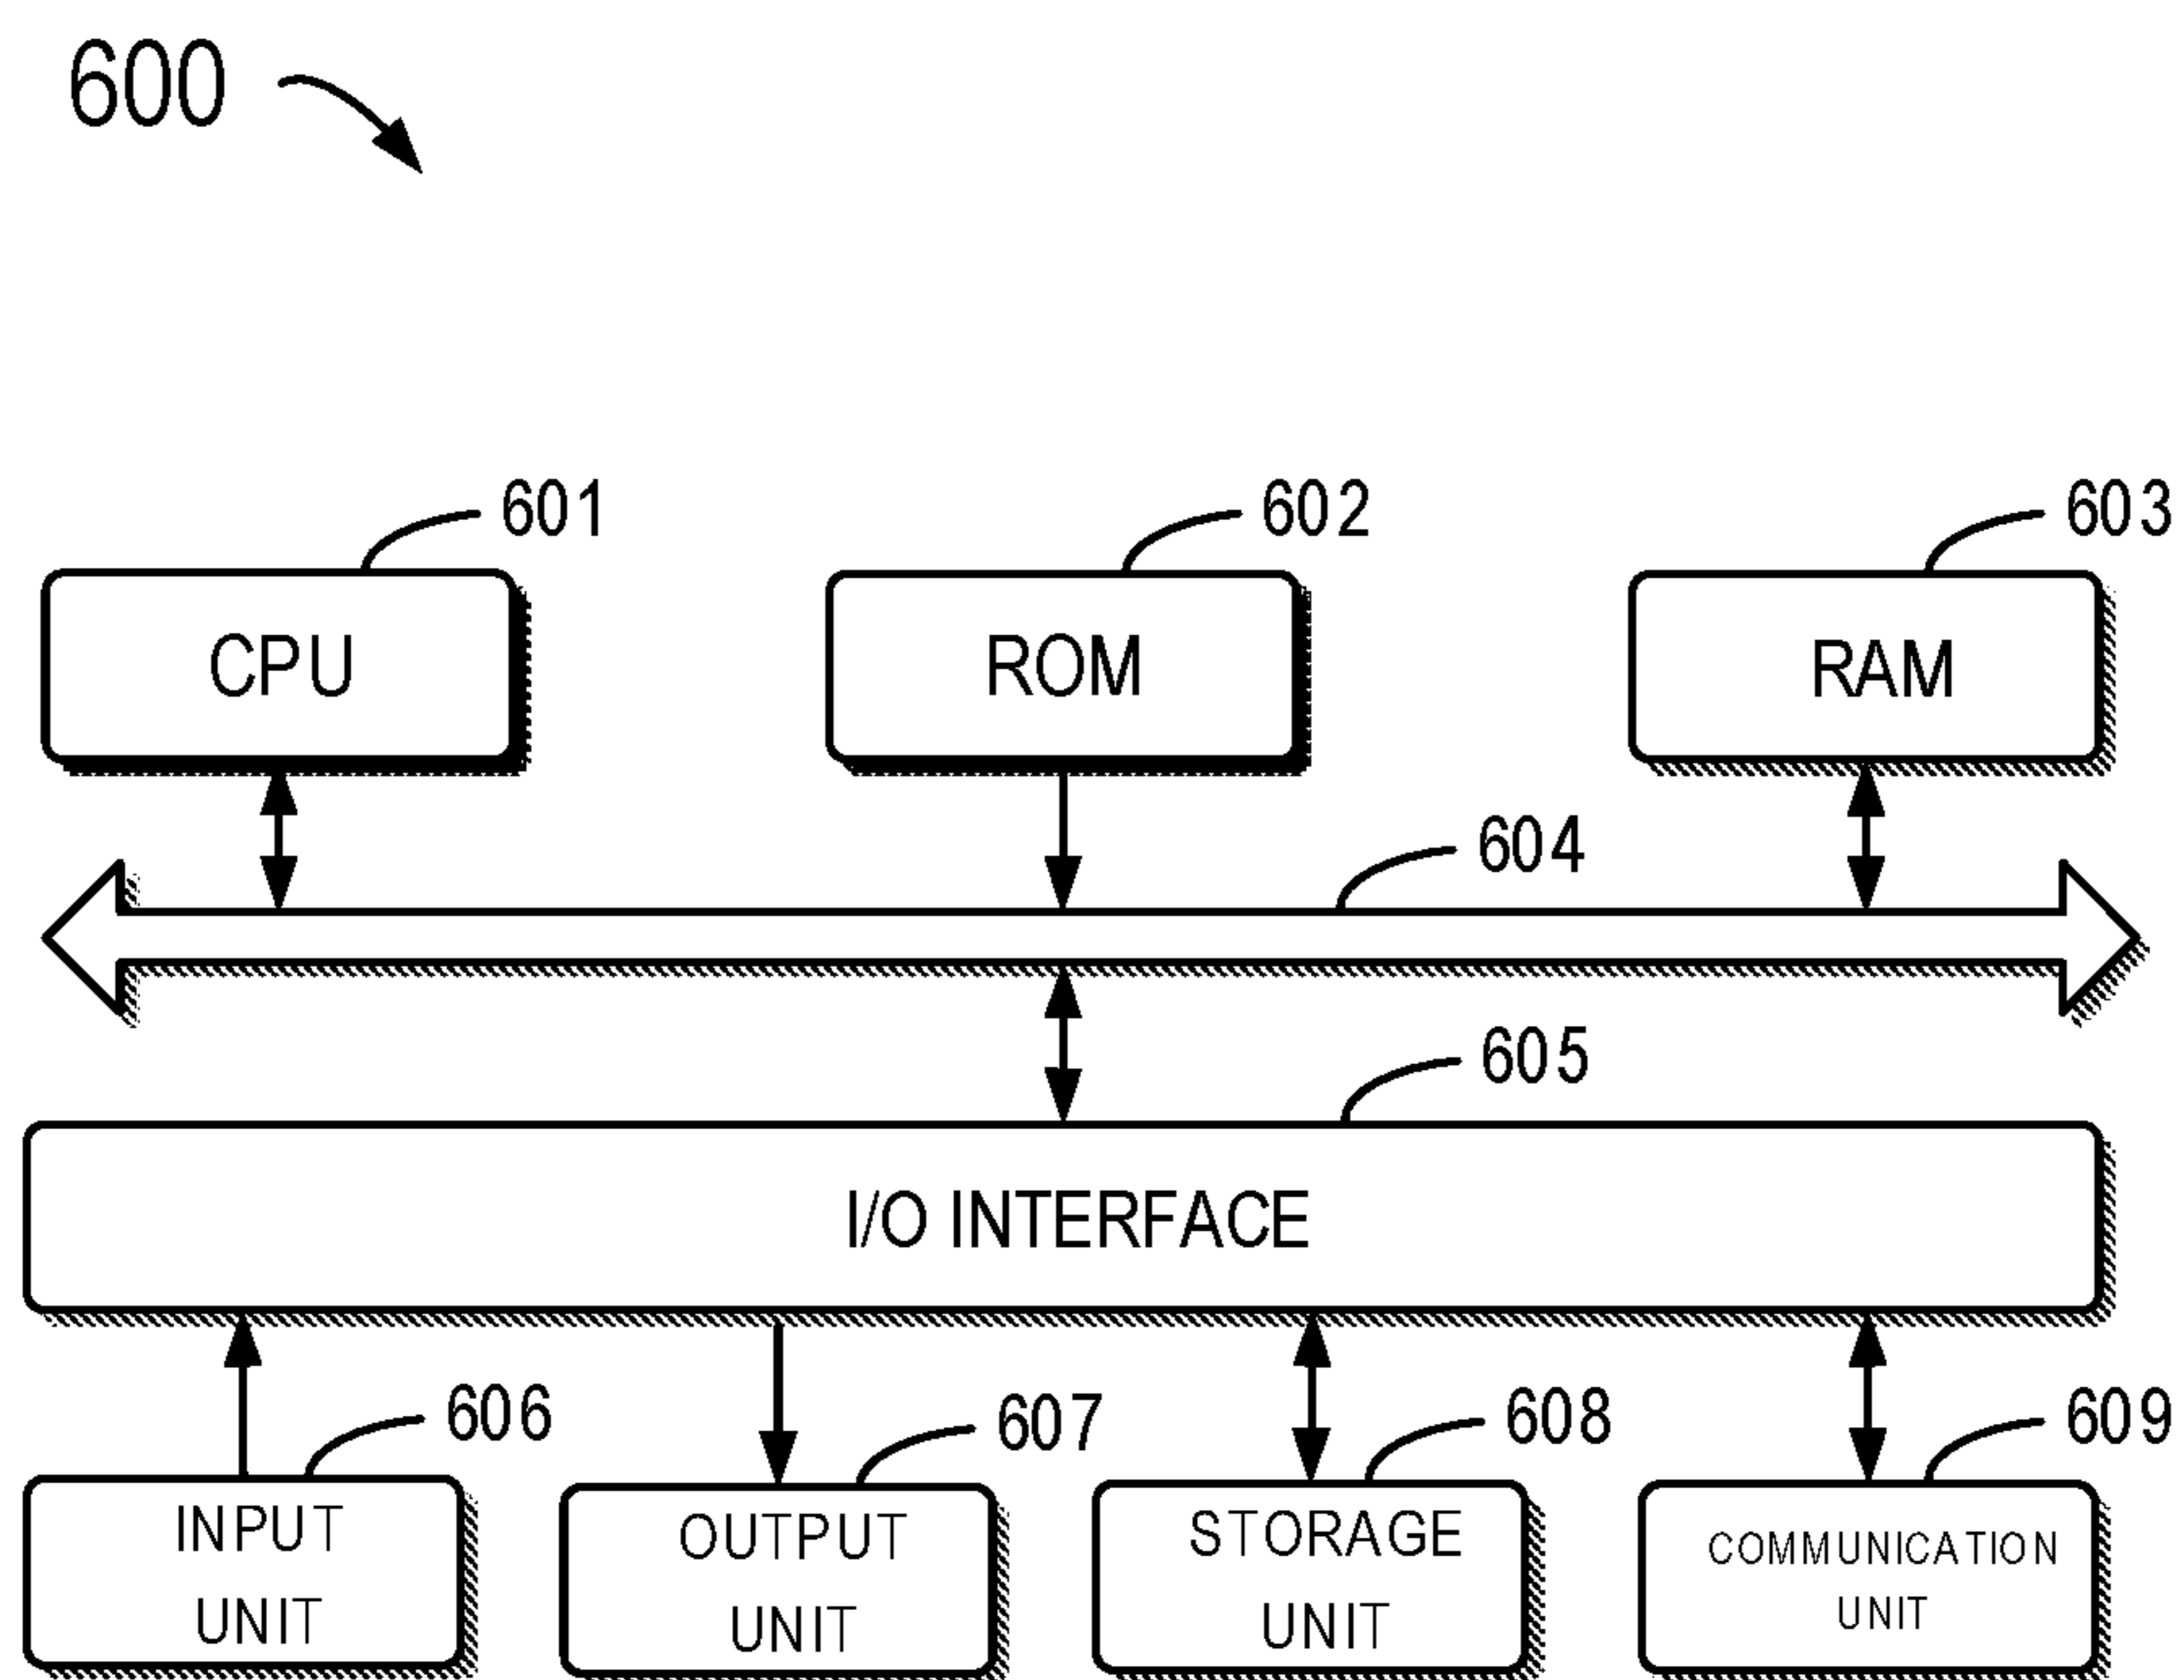 600
601
602
603
CPU
ROM
RAM
604
605
I/O INTERFACE
606
607
608
609
INPUT
UNIT
OUTPUT
UNIT
STORAGE
UNIT
COMMUNICATION
UNIT